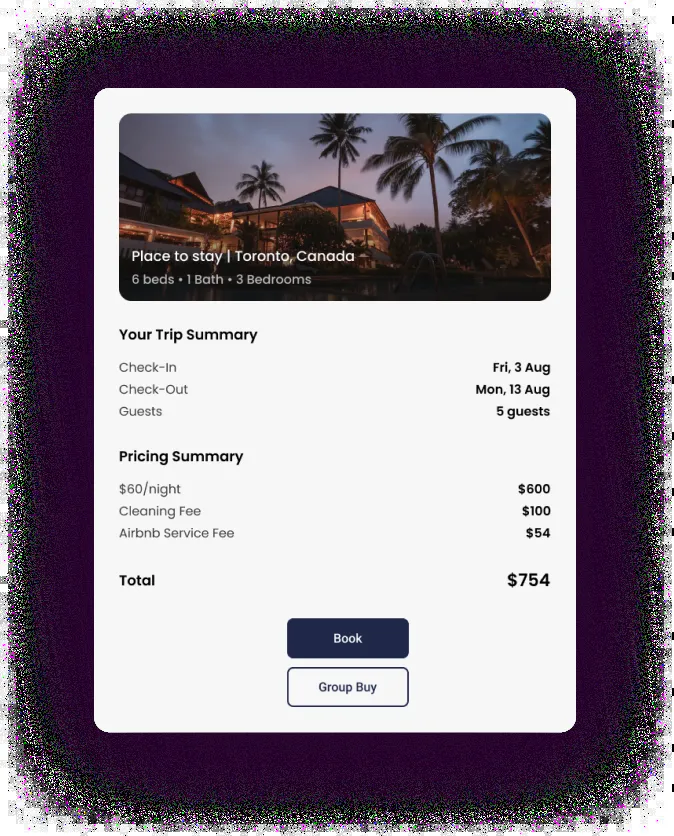 Place to stay | Toronto, Canada
6 beds • 1 Bath • 3 Bedrooms
Your Trip Summary
Check-In Fri, 3 Aug
Check-Out Mon, 13 Aug
Guests 5 guests
Pricing Summary
$60/night $600
Cleaning Fee $100
Airbnb Service Fee $54
Total $754
Book
Group Buy